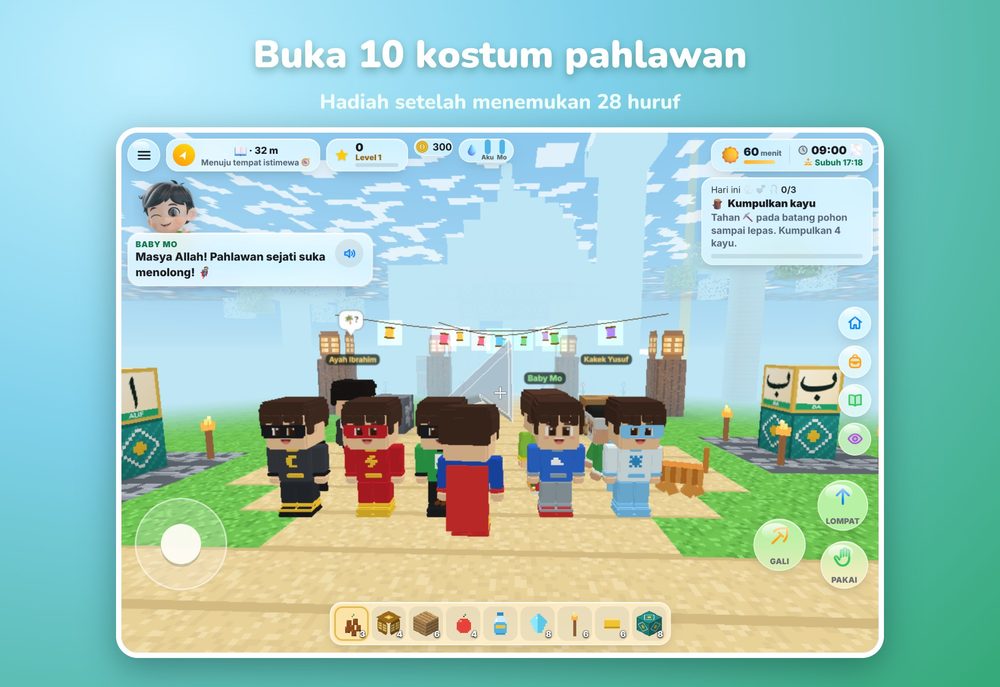 Buka 10 kostum pahlawan
Hadiah setelah menemukan 28 huruf
· 32 m
Menuju tempat istimewa
0
Level 1
300
Aku Mo
60 menit
09:00
Subuh 17:18
Hari ini 0/3
Kumpulkan kayu
Tahan pada batang pohon
sampai lepas. Kumpulkan 4
kayu.
BABY MO
Masya Allah! Pahlawan sejati suka
menolong!
?
Ayah Ibrahim
Kakek Yusuf
Baby Mo
ا
ALIF
ب
BA
ب
BA
LOMPAT
GALI
PAKAI
3
4
6
4
8
6
6
8